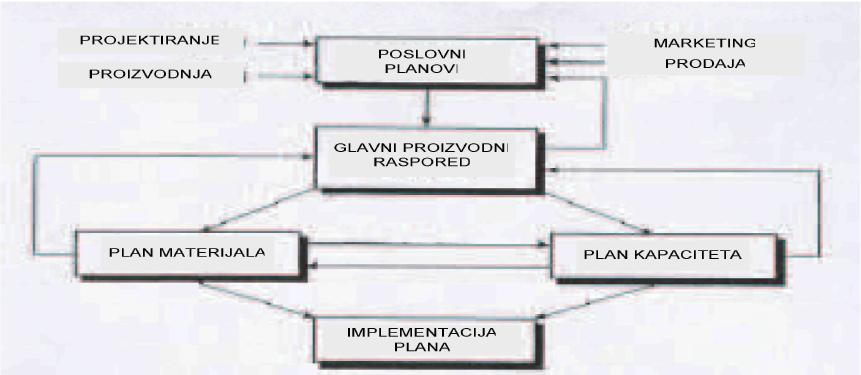 PROJEKTIRANJE
PROIZVODNJA
POSLOVNI
PLANOVI
MARKETING
PRODAJA
GLAVNI PROIZVODNI
RASPORED
PLAN MATERIJALA
PLAN KAPACITETA
IMPLEMENTACIJA
PLANA